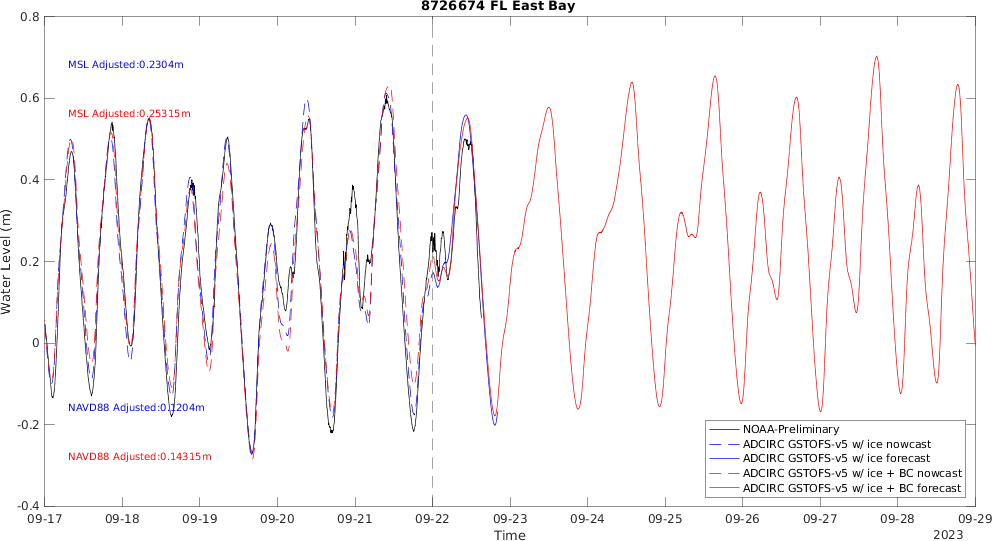 8726674 FL East Bay
0.8
MSL Adjusted:0.2304m
0.6
MSL Adjusted:0.25315m
0.4
0.2
0
NAVD88 Adjusted:0.1204m
-0.2
NAVD88 Adjusted:0.14315m
-0.4
Water Level (m)
NOAA-Preliminary
ADCIRC GSTOFS-v5 w/ ice nowcast
ADCIRC GSTOFS-v5 w/ ice forecast
ADCIRC GSTOFS-v5 w/ ice + BC nowcast
ADCIRC GSTOFS-v5 w/ ice + BC forecast
09-17 09-18 09-19 09-20 09-21 09-22 09-23 09-24 09-25 09-26 09-27 09-28 09-29
Time
2023